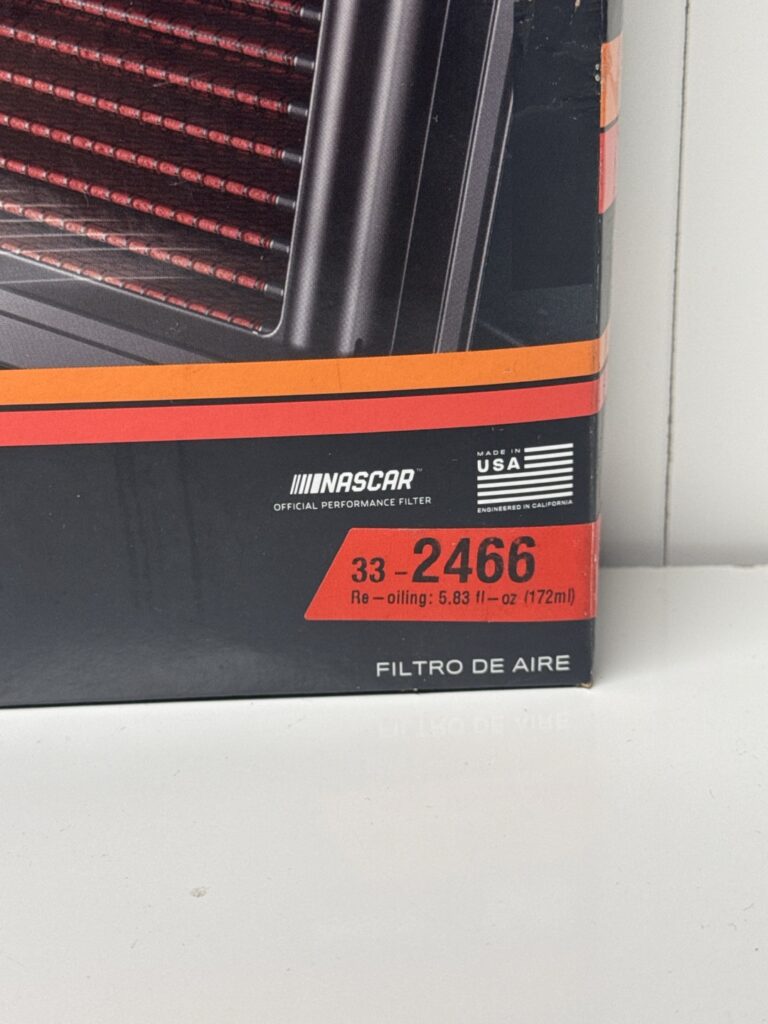 NASCAR™
OFFICIAL PERFORMANCE FILTER
MADE IN
USA
ENGINEERED IN CALIFORNIA
33-2466
Re-oiling: 5.83 fl-oz (172ml)
FILTRO DE AIRE